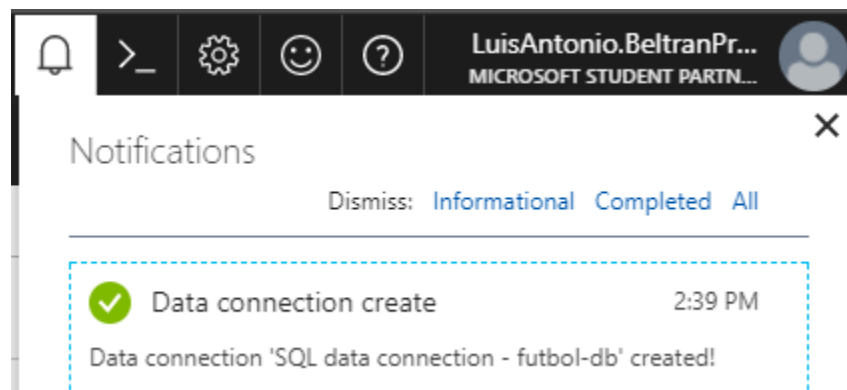 LuisAntonio.BeltranPr...
MICROSOFT STUDENT PARTN...
Notifications
Dismiss: Informational Completed All
Data connection create 2:39 PM
Data connection 'SQL data connection - futbol-db' created!